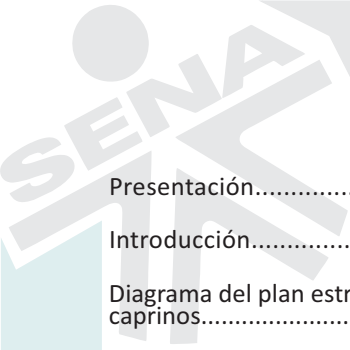 SENA
Presentación................
Introducción................
Diagrama del plan estr
caprinos.....................